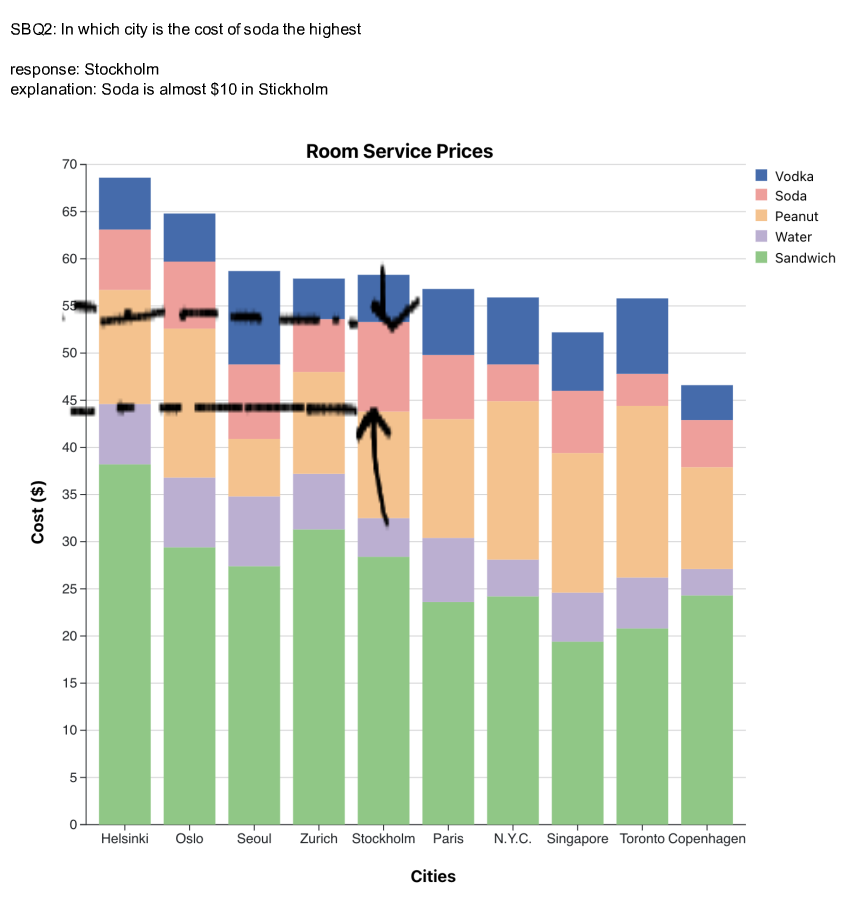 SBQ2: In which city is the cost of soda the highest
response: Stockholm
explanation: Soda is almost $10 in Stickholm
Room Service Prices
70
65
60
55
50
45
40
35
30
25
20
15
10
5
0
Cost ($)
Vodka
Soda
Peanut
Water
Sandwich
Helsinki Oslo Seoul Zurich Stockholm Paris N.Y.C. Singapore Toronto Copenhagen
Cities